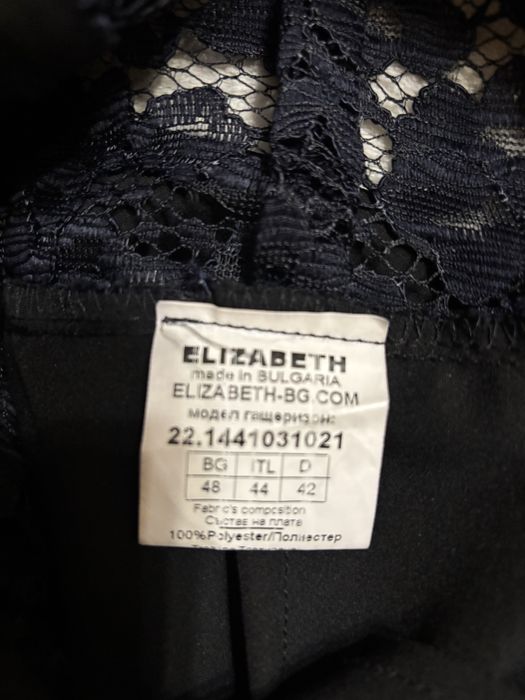 ELIZABETH
made in BULGARIA
ELIZABETH-BG.COM
модел гащеризон:
22.1441031021
BG ITL D
48 44 42
Fabric's composition
Състав на плата
100%Polyester/Полиестер